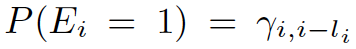 P(E_i = 1) = γ_{i,i−l_i}